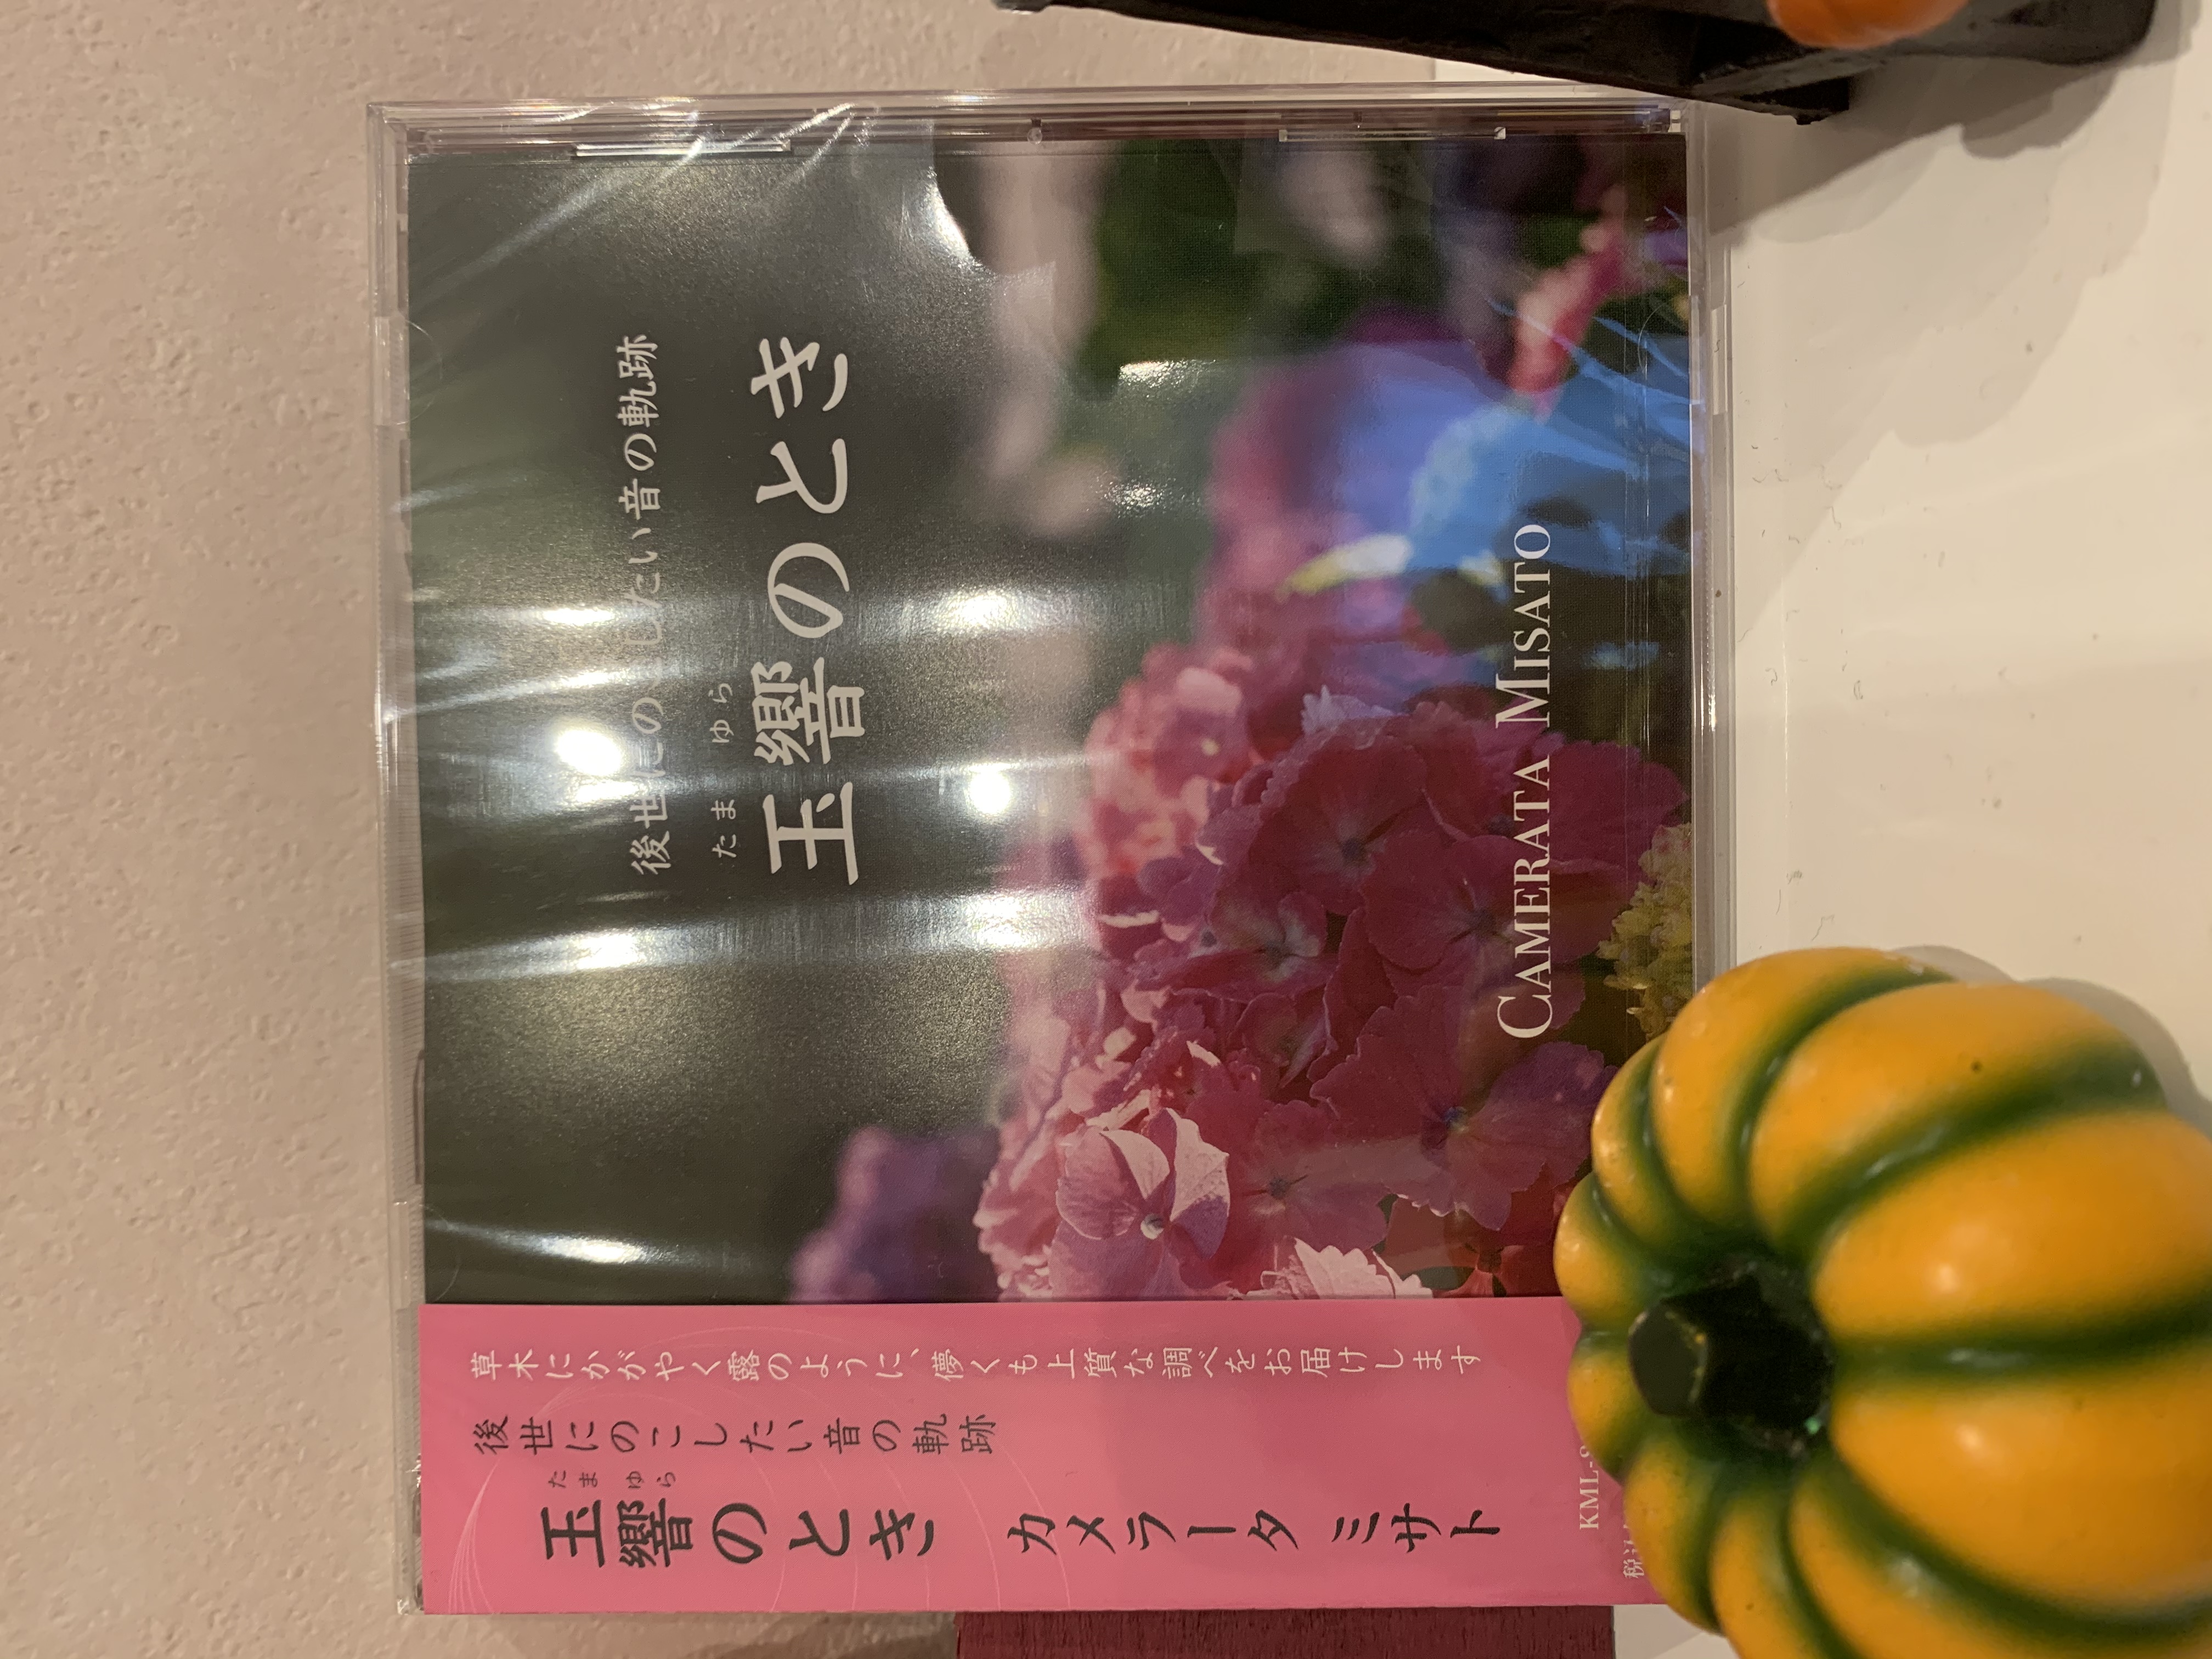 後世にのこしたい音の軌跡
たまゆら
玉響のとき
CAMERATA MISATO
草木にかがやく露のように、儚くも上質な調べをお届けします
後世にのこしたい音の軌跡
たまゆら
玉響のとき カメラータ ミサト
KML-
税込